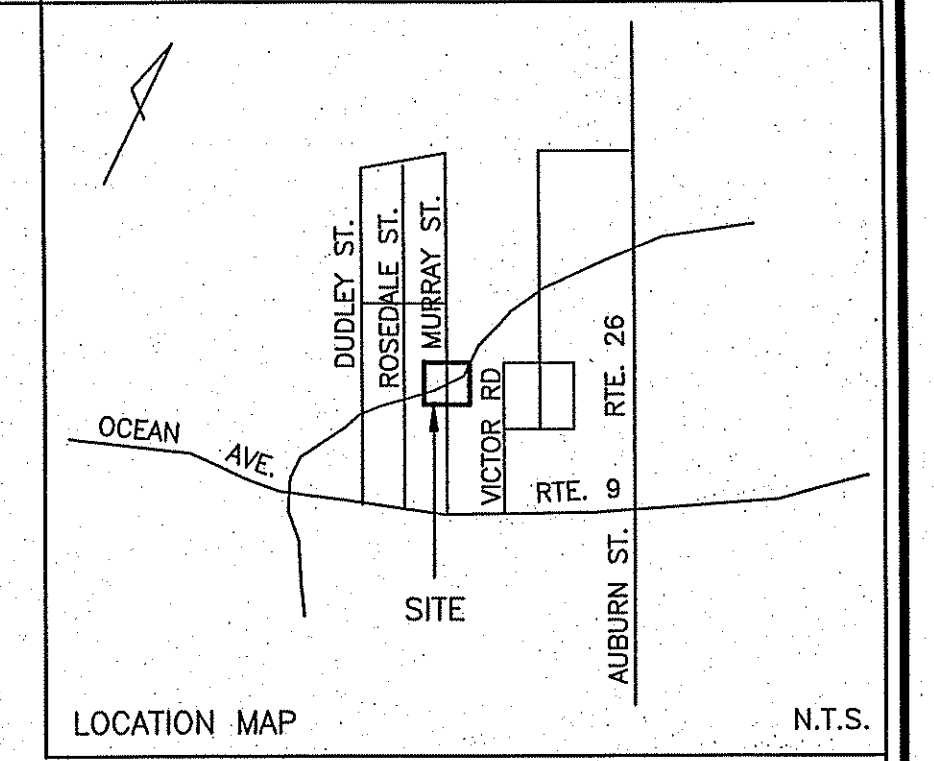 DUDLEY ST.
ROSEDALE ST.
MURRAY ST.
RTE. 26
VICTOR RD
OCEAN AVE.
RTE. 9
AUBURN ST.
SITE
LOCATION MAP
N.T.S.